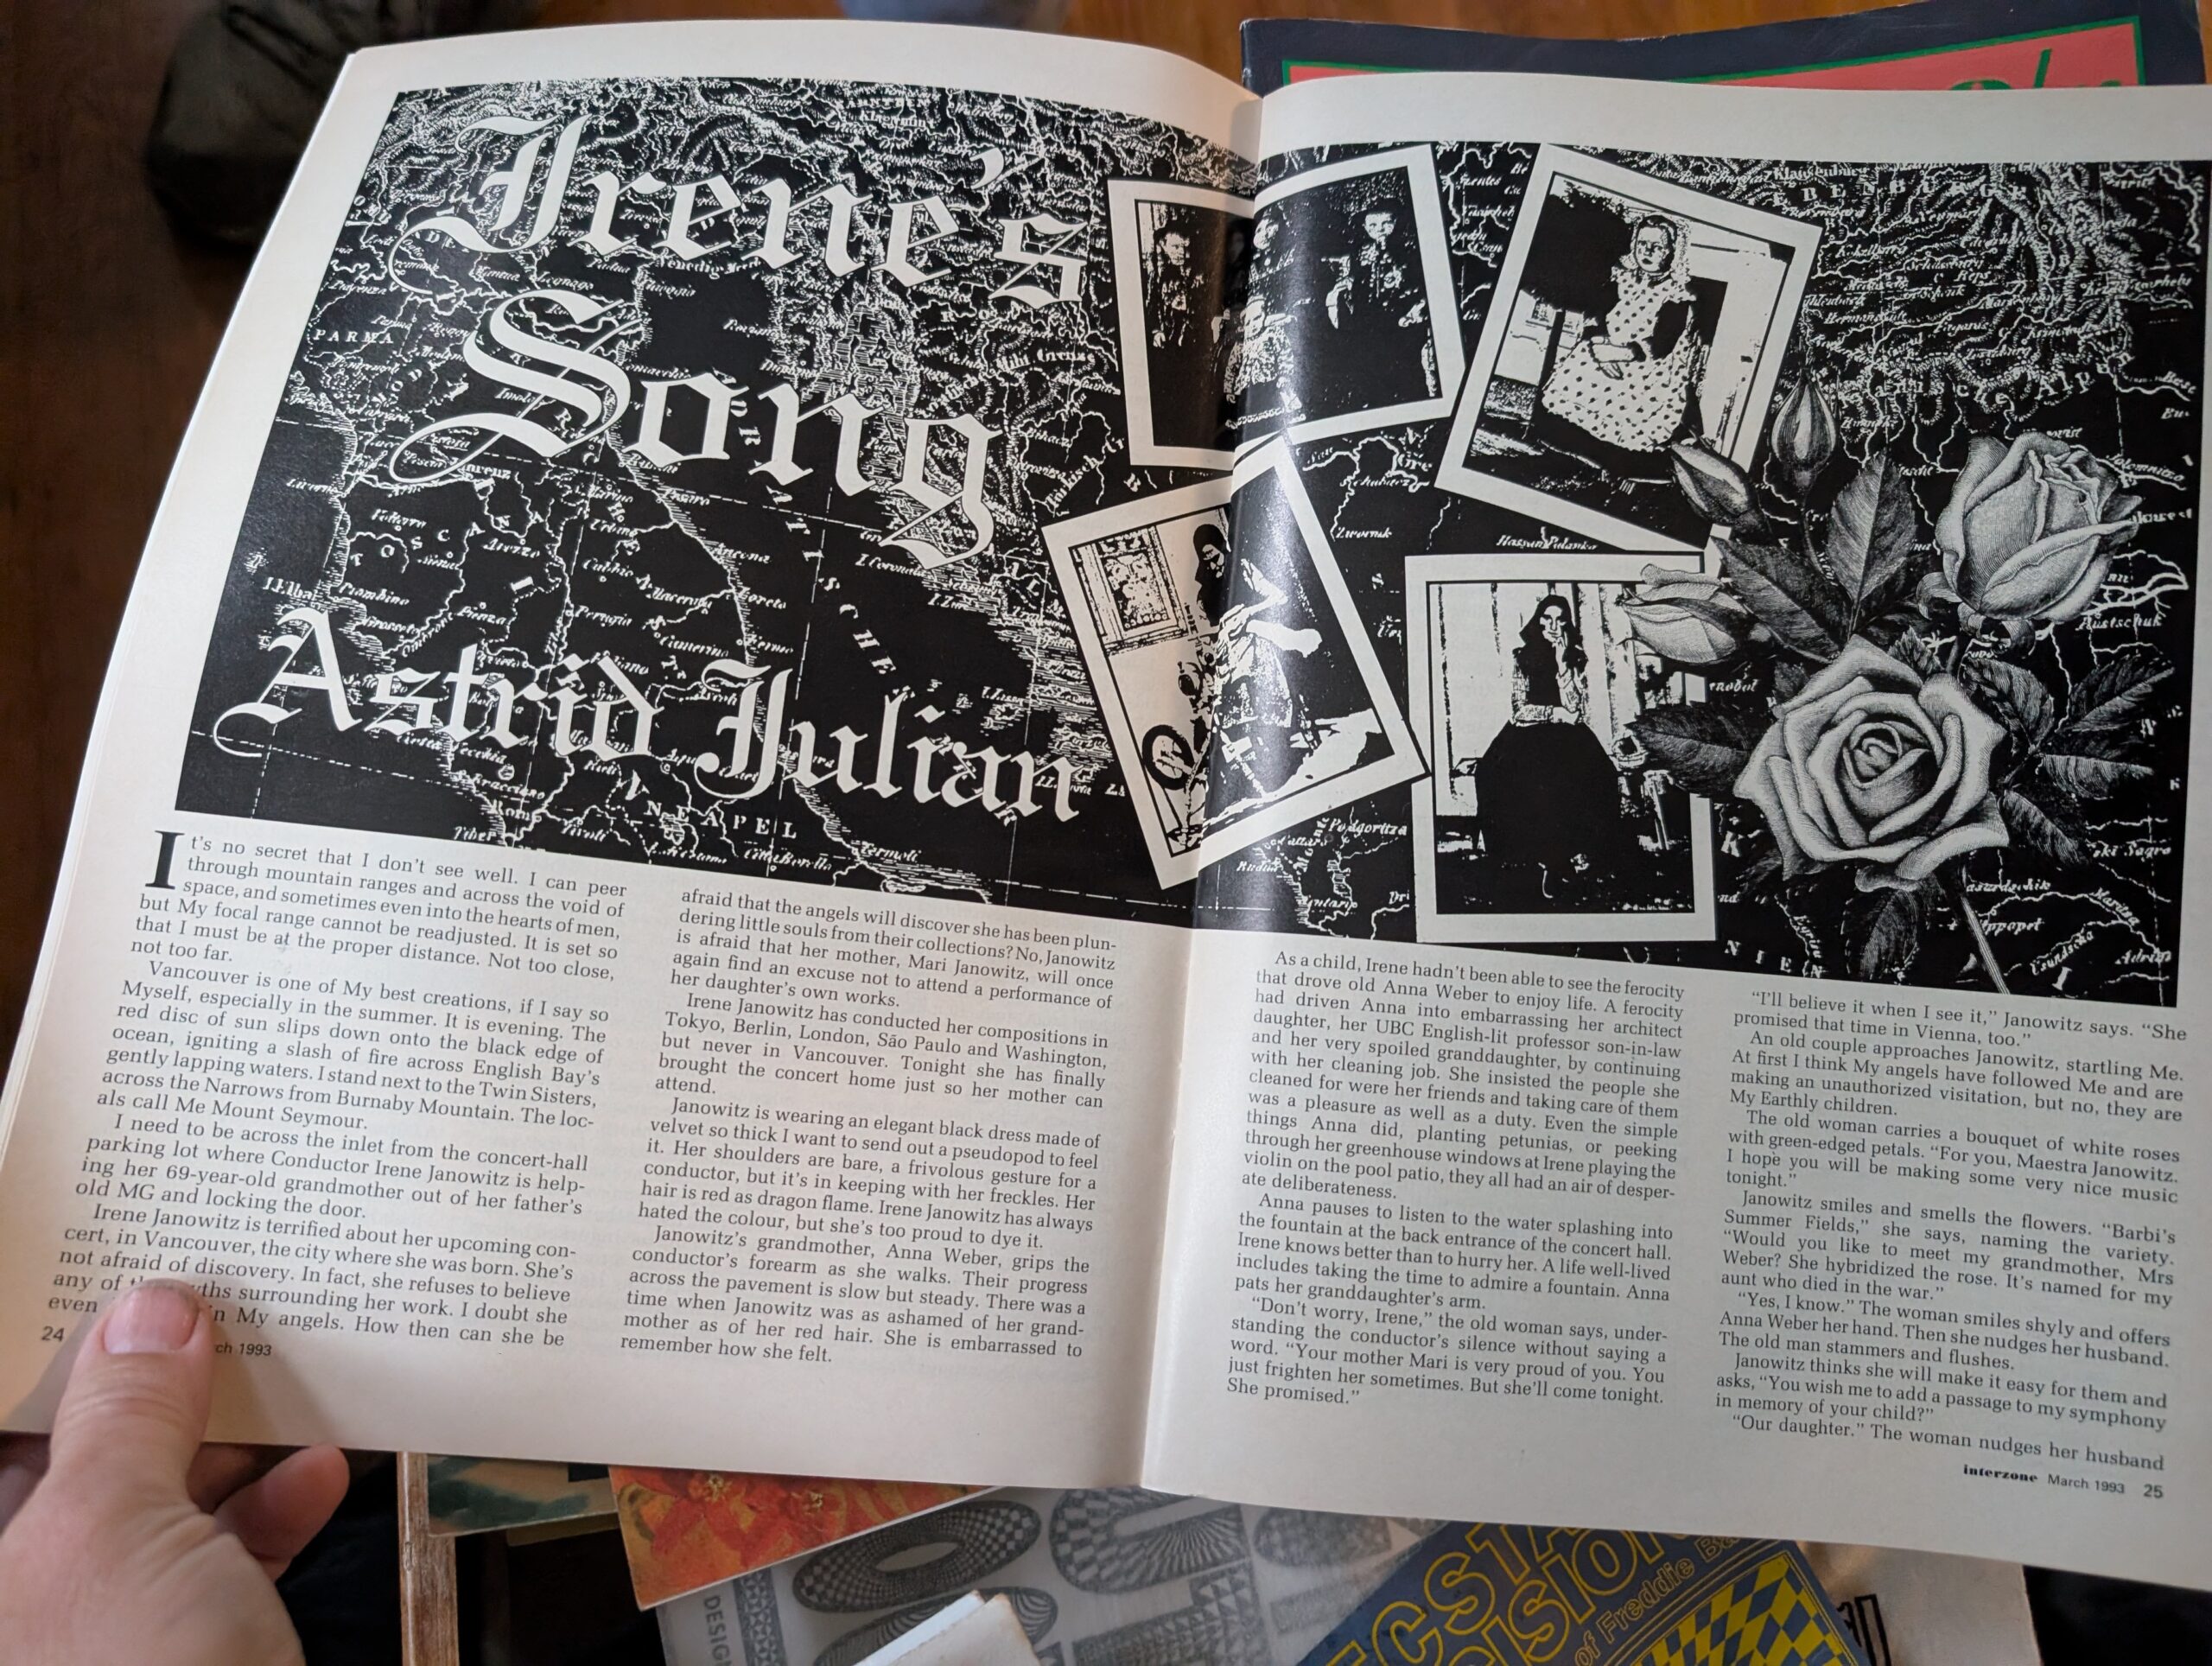 Irene's
Song
Astrid Julian
PARMA
TOSCANA
Ancona
Perugia
Piombino
NEAPEL
Termoli
Podgoritza
Zwornik
Hassan Palanka
Rustschuk
It's no secret that I don't see well. I can peer
through mountain ranges and across the void of
space, and sometimes even into the hearts of men,
but My focal range cannot be readjusted. It is set so
that I must be at the proper distance. Not too close,
not too far.
Vancouver is one of My best creations, if I say so
Myself, especially in the summer. It is evening. The
red disc of sun slips down onto the black edge of
ocean, igniting a slash of fire across English Bay's
gently lapping waters. I stand next to the Twin Sisters,
across the Narrows from Burnaby Mountain. The loc-
als call Me Mount Seymour.
I need to be across the inlet from the concert-hall
parking lot where Conductor Irene Janowitz is help-
ing her 69-year-old grandmother out of her father's
old MG and locking the door.
Irene Janowitz is terrified about her upcoming con-
cert, in Vancouver, the city where she was born. She's
not afraid of discovery. In fact, she refuses to believe
any of ths surrounding her work. I doubt she
even in My angels. How then can she be
24
ch 1993
afraid that the angels will discover she has been plun-
dering little souls from their collections? No, Janowitz
is afraid that her mother, Mari Janowitz, will once
again find an excuse not to attend a performance of
her daughter's own works.
Irene Janowitz has conducted her compositions in
Tokyo, Berlin, London, São Paulo and Washington,
but never in Vancouver. Tonight she has finally
brought the concert home just so her mother can
attend.
Janowitz is wearing an elegant black dress made of
velvet so thick I want to send out a pseudopod to feel
it. Her shoulders are bare, a frivolous gesture for a
conductor, but it's in keeping with her freckles. Her
hair is red as dragon flame. Irene Janowitz has always
hated the colour, but she's too proud to dye it.
Janowitz's grandmother, Anna Weber, grips the
conductor's forearm as she walks. Their progress
across the pavement is slow but steady. There was a
time when Janowitz was as ashamed of her grand-
mother as of her red hair. She is embarrassed to
remember how she felt.
As a child, Irene hadn't been able to see the ferocity
that drove old Anna Weber to enjoy life. A ferocity
had driven Anna into embarrassing her architect
daughter, her UBC English-lit professor son-in-law
and her very spoiled granddaughter, by continuing
with her cleaning job. She insisted the people she
cleaned for were her friends and taking care of them
was a pleasure as well as a duty. Even the simple
things Anna did, planting petunias, or peeking
through her greenhouse windows at Irene playing the
violin on the pool patio, they all had an air of desper-
ate deliberateness.
Anna pauses to listen to the water splashing into
the fountain at the back entrance of the concert hall.
Irene knows better than to hurry her. A life well-lived
includes taking the time to admire a fountain. Anna
pats her granddaughter's arm.
"Don't worry, Irene," the old woman says, under-
standing the conductor's silence without saying a
word. "Your mother Mari is very proud of you. You
just frighten her sometimes. But she'll come tonight.
She promised."
"I'll believe it when I see it," Janowitz says. "She
promised that time in Vienna, too."
An old couple approaches Janowitz, startling Me.
At first I think My angels have followed Me and are
making an unauthorized visitation, but no, they are
My Earthly children.
The old woman carries a bouquet of white roses
with green-edged petals. "For you, Maestra Janowitz.
I hope you will be making some very nice music
tonight."
Janowitz smiles and smells the flowers. "Barbi's
Summer Fields," she says, naming the variety.
"Would you like to meet my grandmother, Mrs
Weber? She hybridized the rose. It's named for my
aunt who died in the war."
"Yes, I know." The woman smiles shyly and offers
Anna Weber her hand. Then she nudges her husband.
The old man stammers and flushes.
Janowitz thinks she will make it easy for them and
asks, "You wish me to add a passage to my symphony
in memory of your child?"
"Our daughter." The woman nudges her husband
interzone March 1993 25
DESIGN
of Freddie